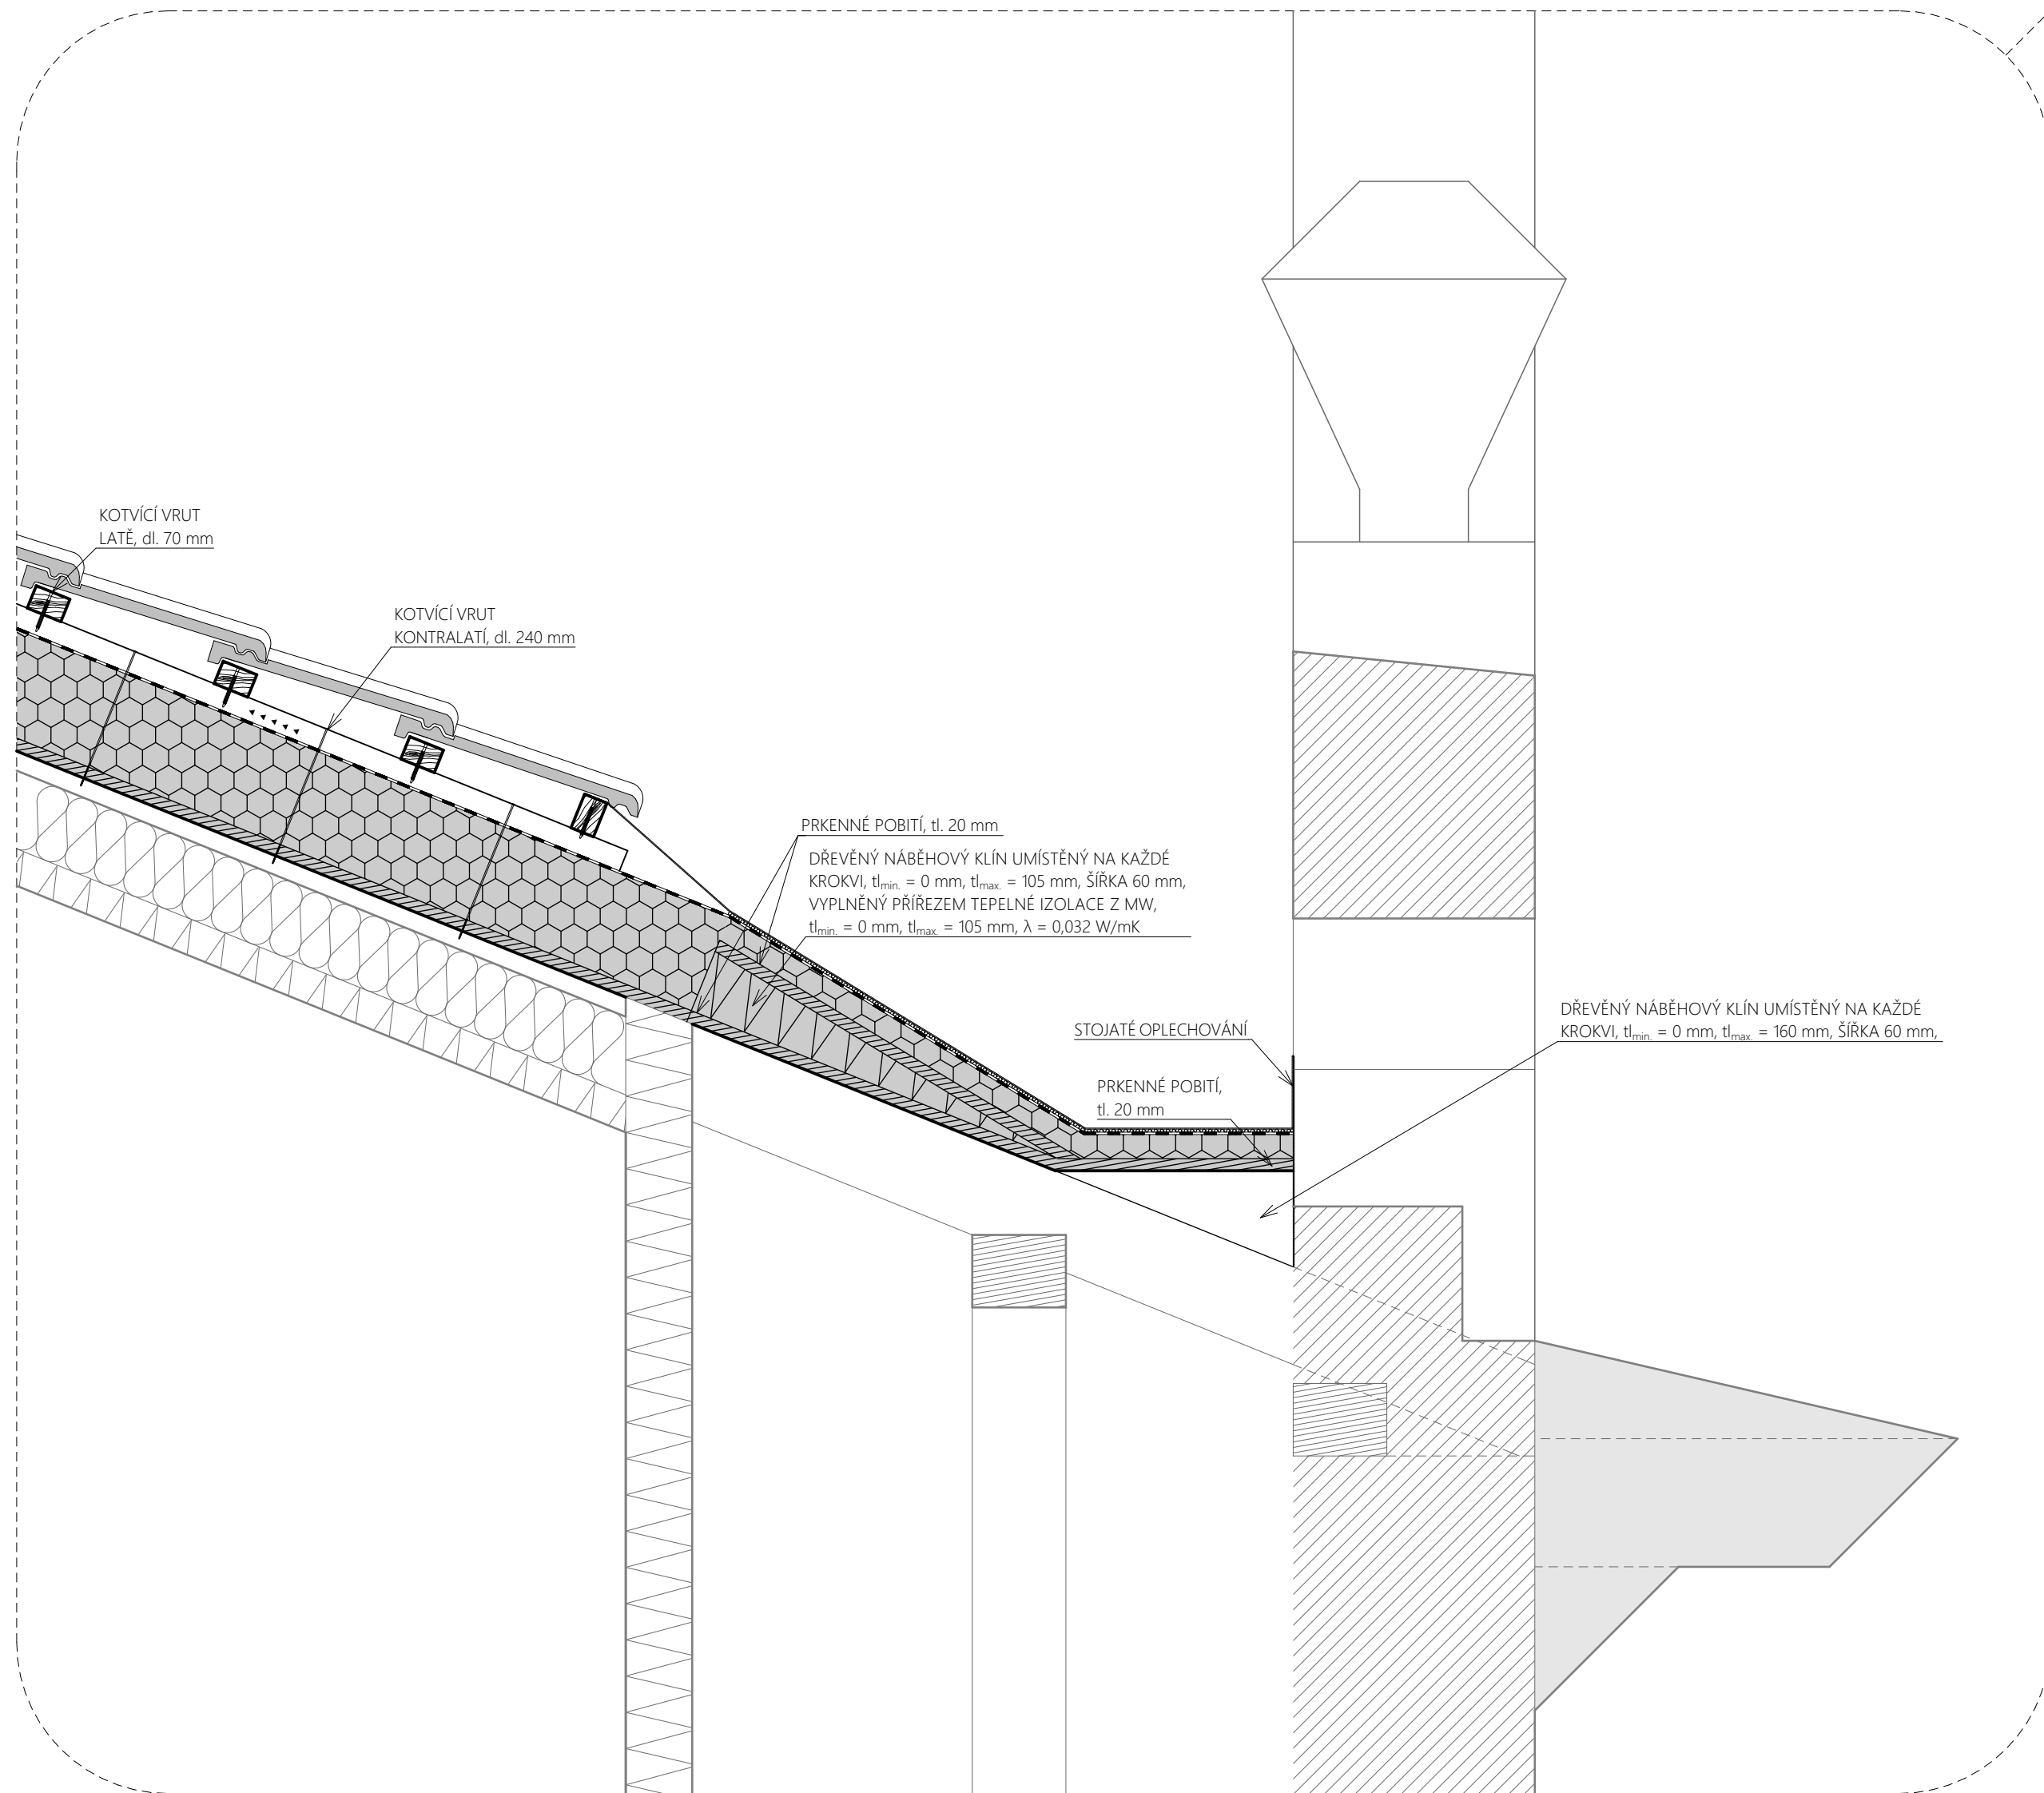 KOTVÍCÍ VRUT
LATĚ, dl. 70 mm
KOTVÍCÍ VRUT
KONTRALATÍ, dl. 240 mm
PRKENNÉ POBITÍ, tl. 20 mm
DŘEVĚNÝ NÁBĚHOVÝ KLÍN UMÍSTĚNÝ NA KAŽDÉ
KROKVI, tlmin. = 0 mm, tlmax. = 105 mm, ŠÍŘKA 60 mm,
VYPLNĚNÝ PŘÍŘEZEM TEPELNÉ IZOLACE Z MW,
tlmin. = 0 mm, tlmax. = 105 mm, λ = 0,032 W/mK
STOJATÉ OPLECHOVÁNÍ
PRKENNÉ POBITÍ,
tl. 20 mm
DŘEVĚNÝ NÁBĚHOVÝ KLÍN UMÍSTĚNÝ NA KAŽDÉ
KROKVI, tlmin. = 0 mm, tlmax. = 160 mm, ŠÍŘKA 60 mm,